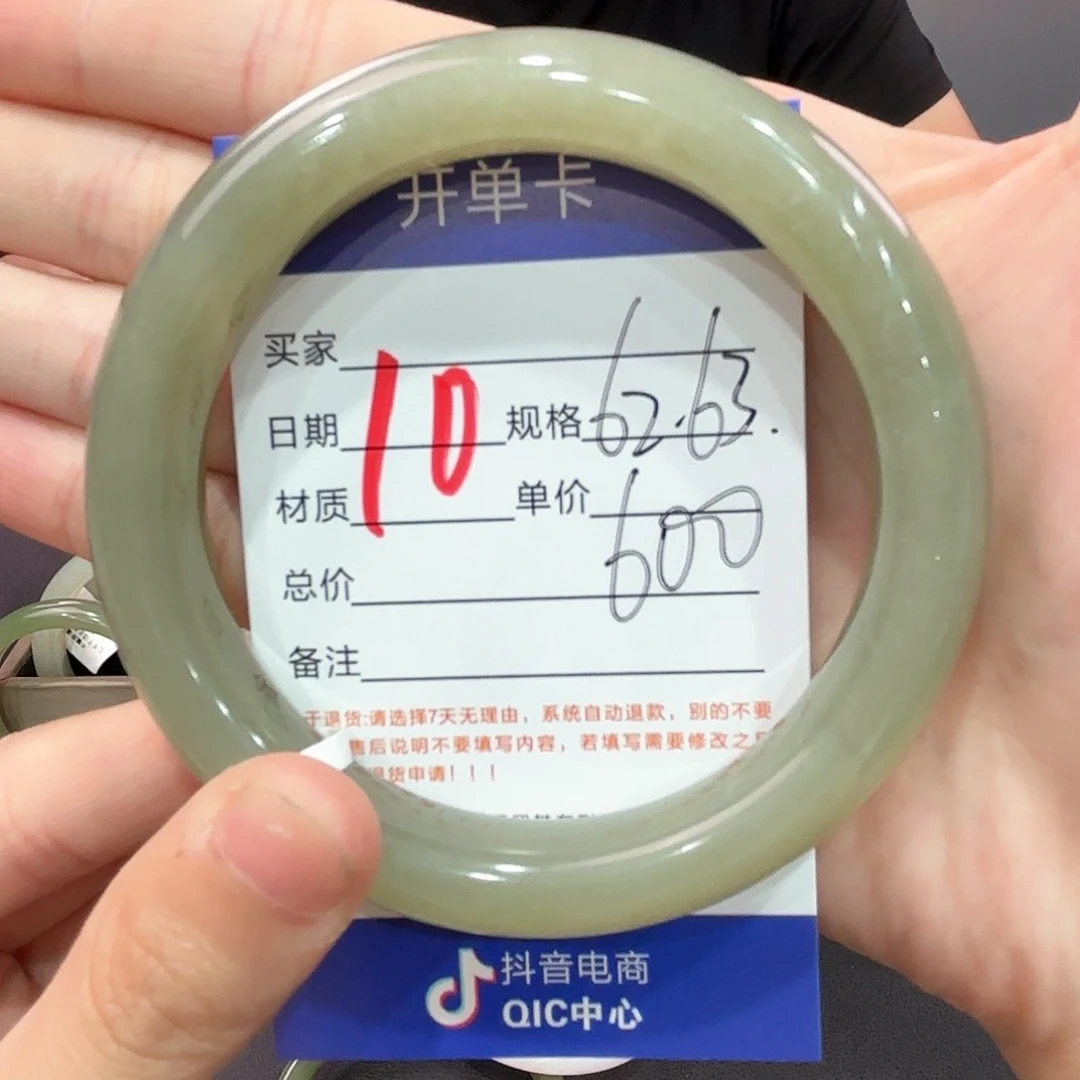 开单卡
买家
日期 10 规格 62.63.
材质 单价 600
总价
备注
于退货:请选择7天无理由，系统自动退款，别的不要
售后说明不要填写内容，若填写需要修改之后
退货申请！！！
抖音电商
QIC中心